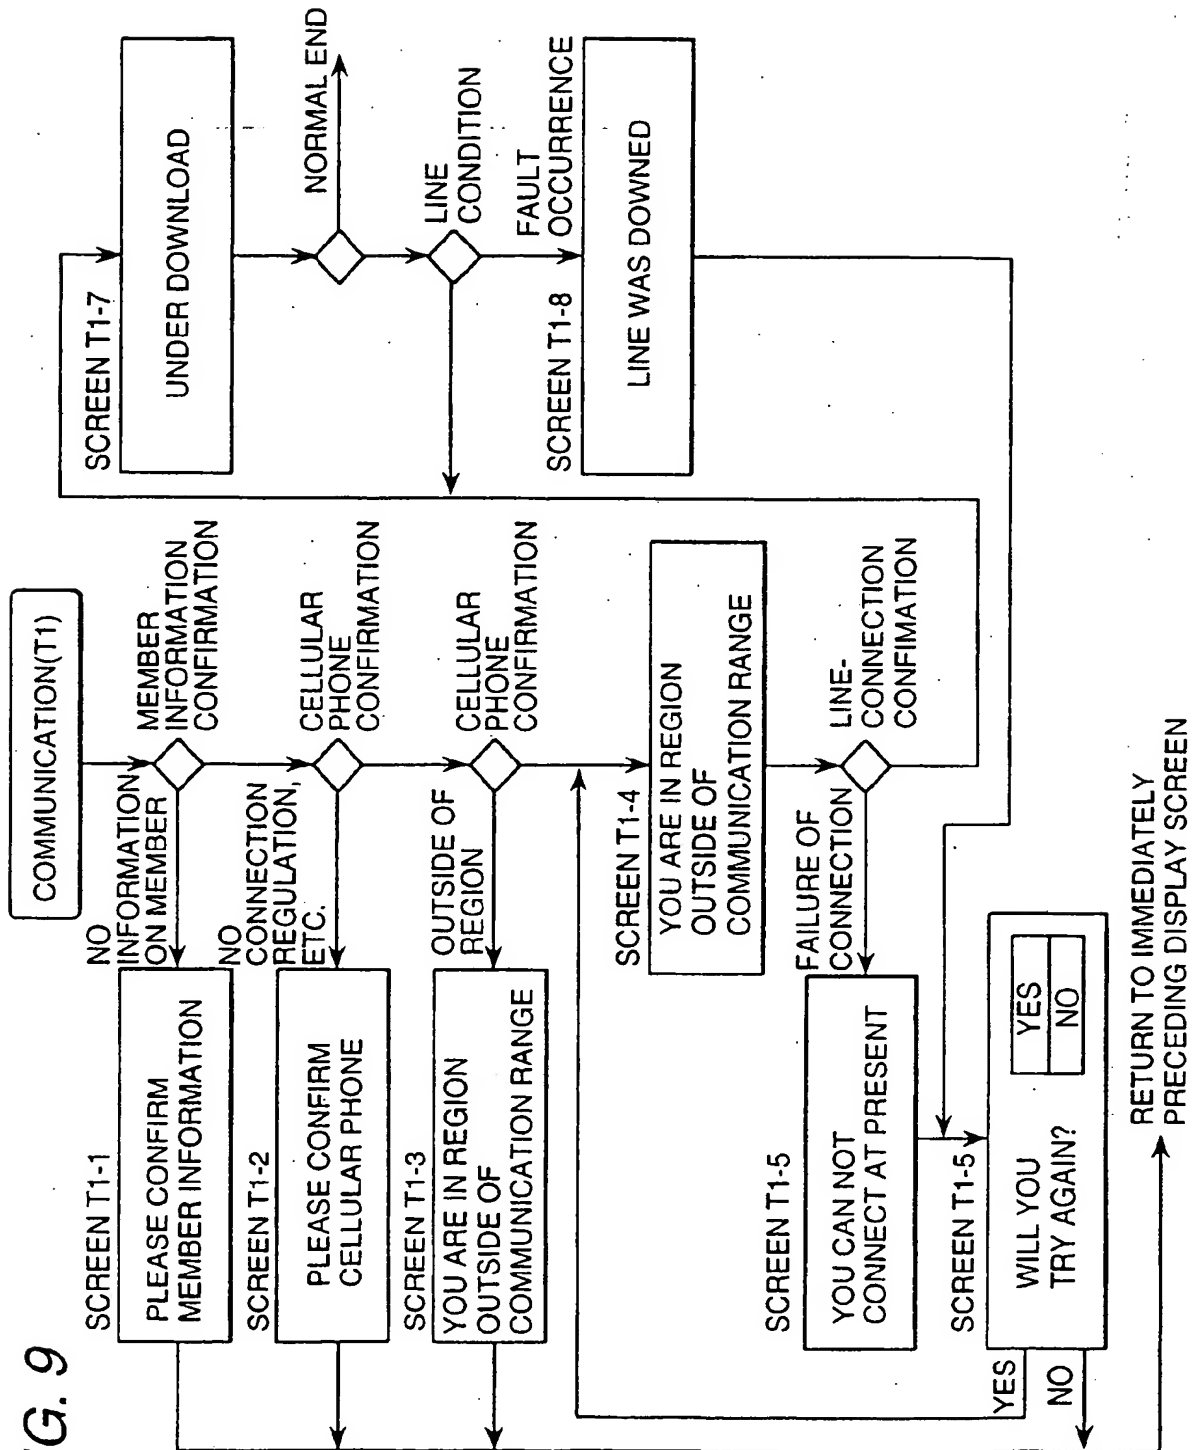 G. 9
COMMUNICATION(T1)
NO
INFORMATION
ON MEMBER
MEMBER
INFORMATION
CONFIRMATION
SCREEN T1-1
PLEASE CONFIRM
MEMBER INFORMATION
NO
CONNECTION
REGULATION,
ETC.
CELLULAR
PHONE
CONFIRMATION
SCREEN T1-2
PLEASE CONFIRM
CELLULAR PHONE
OUTSIDE OF
REGION
CELLULAR
PHONE
CONFIRMATION
SCREEN T1-3
YOU ARE IN REGION
OUTSIDE OF
COMMUNICATION RANGE
SCREEN T1-4
YOU ARE IN REGION
OUTSIDE OF
COMMUNICATION RANGE
FAILURE OF
CONNECTION
LINE-
CONNECTION
CONFIMATION
SCREEN T1-5
YOU CAN NOT
CONNECT AT PRESENT
SCREEN T1-5
WILL YOU
TRY AGAIN?
YES
NO
YES
NO
RETURN TO IMMEDIATELY
PRECEDING DISPLAY SCREEN
SCREEN T1-7
UNDER DOWNLOAD
NORMAL END
LINE
CONDITION
FAULT
OCCURRENCE
SCREEN T1-8
LINE WAS DOWNED